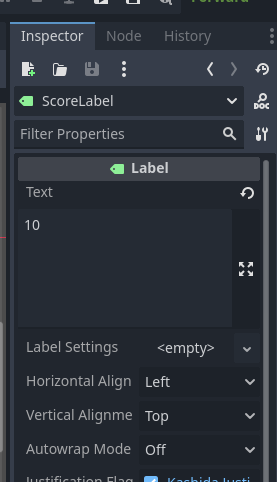 Forward
Inspector
Node
History
ScoreLabel
DOC
Filter Properties
Label
Text
10
Label Settings
<empty>
Horizontal Align
Left
Vertical Alignme
Top
Autowrap Mode
Off
Justification Flag
Kashida Justi